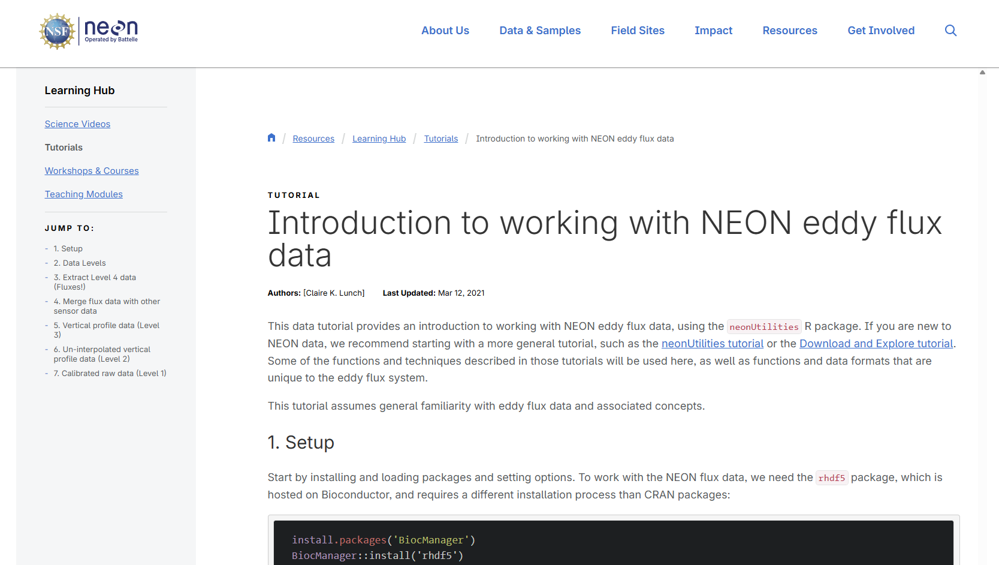 NSF
neon
Operated by Battelle
About Us
Data & Samples
Field Sites
Impact
Resources
Get Involved
Learning Hub
Science Videos
Tutorials
Workshops & Courses
Teaching Modules
JUMP TO:
- 1. Setup
- 2. Data Levels
- 3. Extract Level 4 data
(Fluxes!)
- 4. Merge flux data with other
sensor data
- 5. Vertical profile data (Level
3)
- 6. Un-interpolated vertical
profile data (Level 2)
- 7. Calibrated raw data (Level 1)
/ Resources / Learning Hub / Tutorials / Introduction to working with NEON eddy flux data
TUTORIAL
Introduction to working with NEON eddy flux
data
Authors: [Claire K. Lunch] Last Updated: Mar 12, 2021
This data tutorial provides an introduction to working with NEON eddy flux data, using the neonUtilities R package. If you are new to
NEON data, we recommend starting with a more general tutorial, such as the neonUtilities tutorial or the Download and Explore tutorial.
Some of the functions and techniques described in those tutorials will be used here, as well as functions and data formats that are
unique to the eddy flux system.
This tutorial assumes general familiarity with eddy flux data and associated concepts.
1. Setup
Start by installing and loading packages and setting options. To work with the NEON flux data, we need the rhdf5 package, which is
hosted on Bioconductor, and requires a different installation process than CRAN packages:
install.packages('BiocManager')
BiocManager::install('rhdf5')